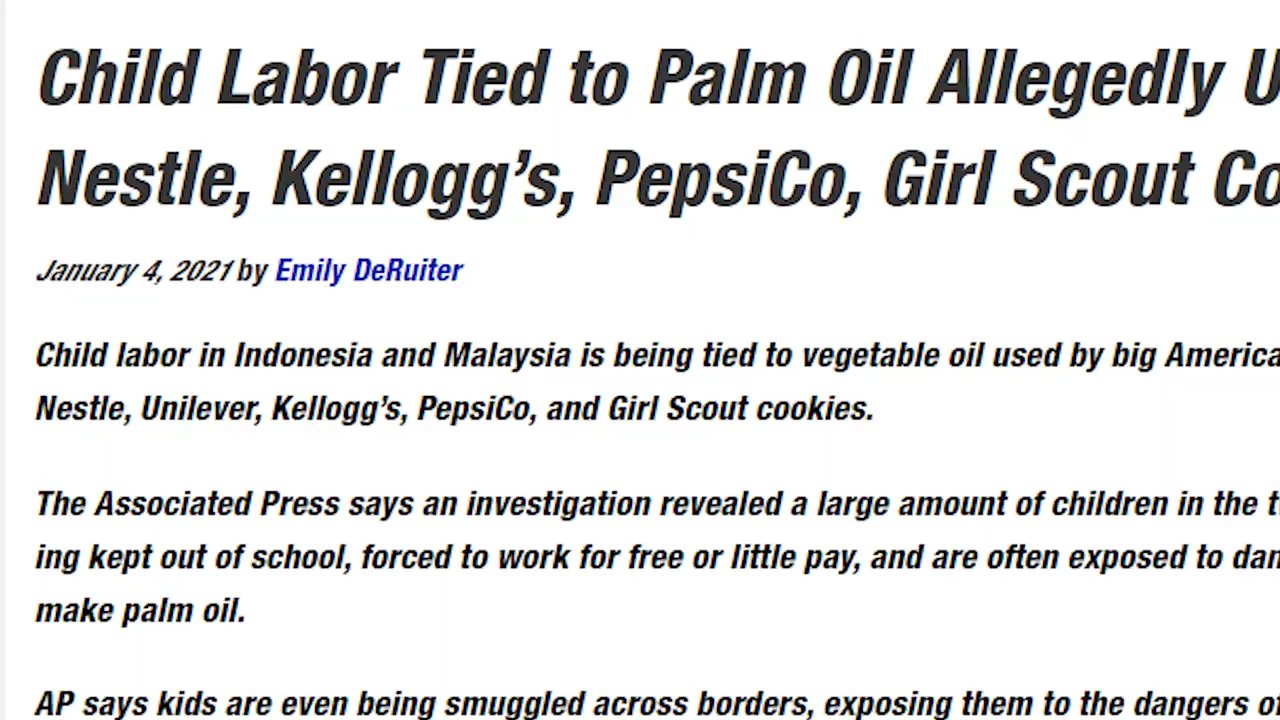 Child Labor Tied to Palm Oil Allegedly
Nestle, Kellogg’s, PepsiCo, Girl Scout
January 4, 2021 by Emily DeRuiter
Child labor in Indonesia and Malaysia is being tied to vegetable oil used by big
Nestle, Unilever, Kellogg’s, PepsiCo, and Girl Scout cookies.
The Associated Press says an investigation revealed a large amount of children in the
ing kept out of school, forced to work for free or little pay, and are often exposed to
make palm oil.
AP says kids are even being smuggled across borders, exposing them to the dangers